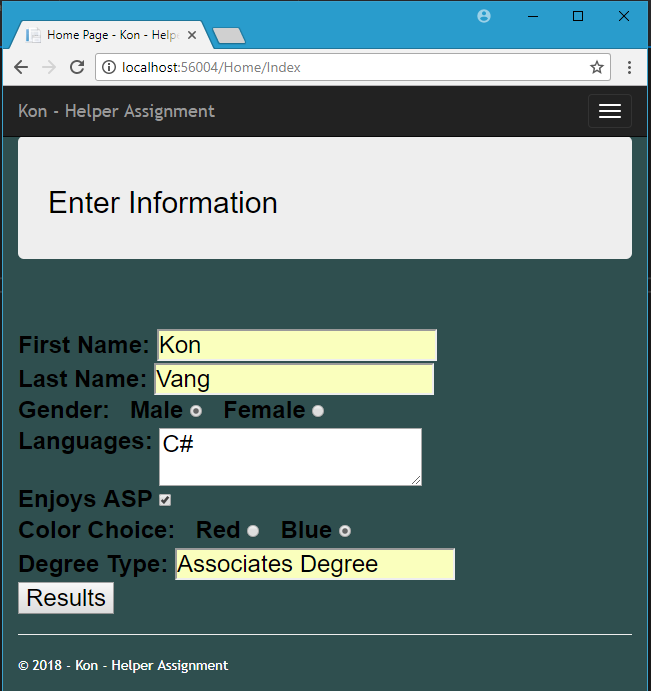 Home Page - Kon - Help
localhost:56004/Home/Index
Kon - Helper Assignment
Enter Information
First Name: Kon
Last Name: Vang
Gender: Male Female
Languages: C#
Enjoys ASP
Color Choice: Red Blue
Degree Type: Associates Degree
Results
© 2018 - Kon - Helper Assignment